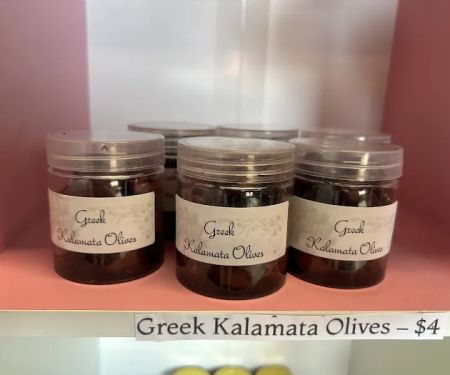 Greek
Kalamata Olives
Greek
Kalamata Olives
Greek
Kalamata Olives
Greek Kalamata Olives – $4